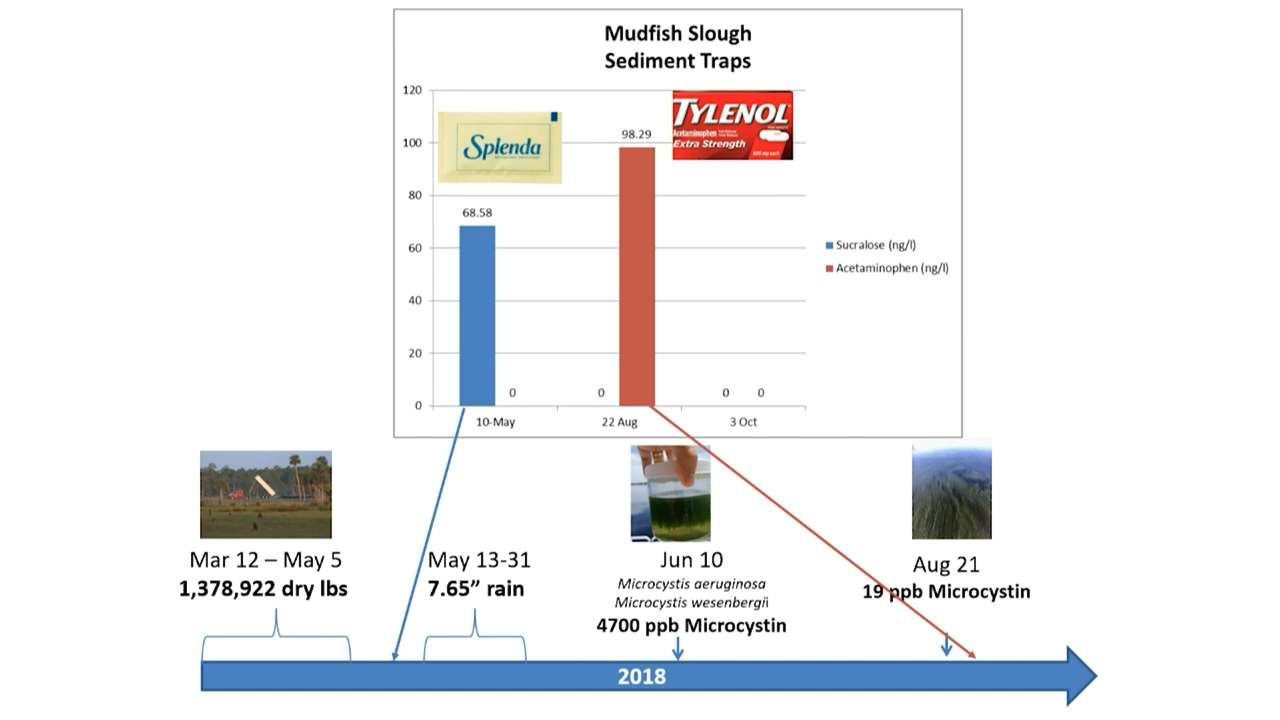 Mudfish Slough
Sediment Traps
120
100
80
60
40
20
0
Splenda
TYLENOL
Acetaminophen
Extra Strength
68.58
0
0
98.29
0
0
10-May
22 Aug
3 Oct
Sucralose (ng/l)
Acetaminophen (ng/l)
Mar 12 – May 5
1,378,922 dry lbs
May 13-31
7.65” rain
Jun 10
Microcystis aeruginosa
Microcystis wesenbergii
4700 ppb Microcystin
Aug 21
19 ppb Microcystin
2018